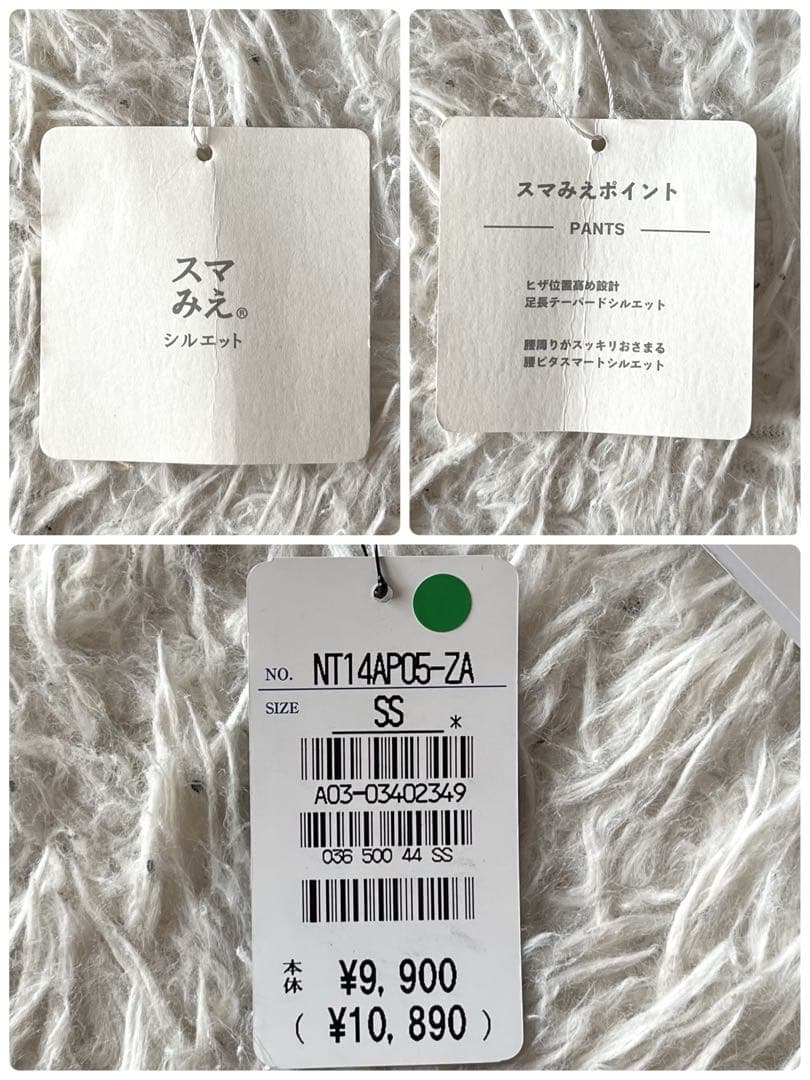 スマ
みえ®
シルエット
スマみえポイント
PANTS
ヒザ位置高め設計
足長テーパードシルエット
腰周りがスッキリおさまる
腰ピタスマートシルエット
NO. NT14AP05-ZA
SIZE SS *
A03-03402349
036 500 44 SS
本体 ¥9,900
(¥10,890)